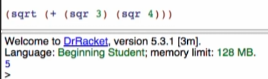 (sqrt (+ (sqr 3) (sqr 4)))
Welcome to DrRacket, version 5.3.1 [3m].
Language: Beginning Student; memory limit: 128 MB.
5
>